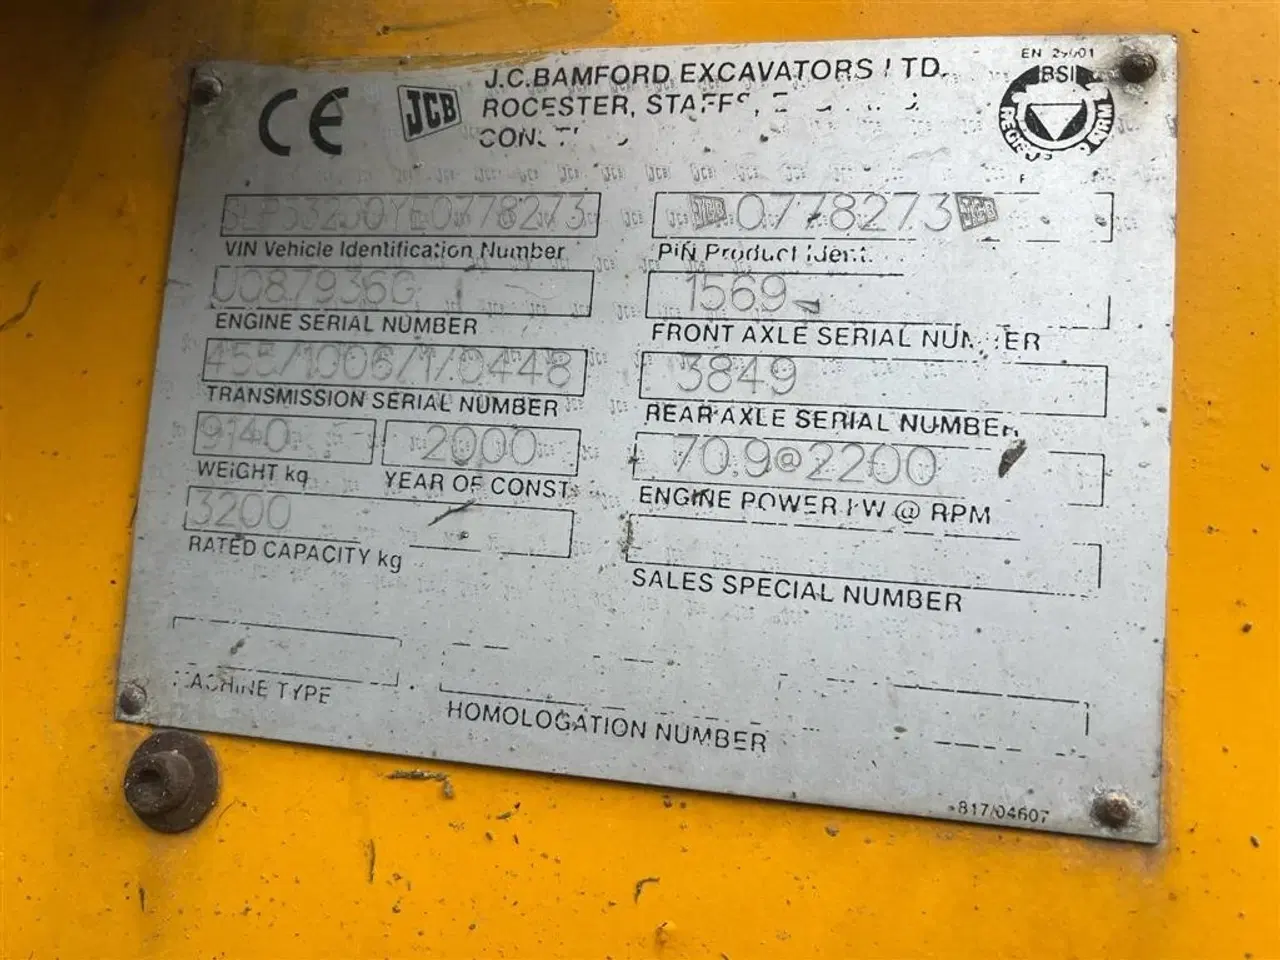 CE JCB J.C.BAMFORD EXCAVATORS LTD.
ROCESTER, STAFFS,
EN 29001
BSI
0778273
VIN Vehicle Identification Number
PIN Product Ident.
1569
ENGINE SERIAL NUMBER
FRONT AXLE SERIAL NUMBER
455/1006/1/0448
3849
TRANSMISSION SERIAL NUMBER
REAR AXLE SERIAL NUMBER
9140 2000
70.9@2200
WEIGHT kg YEAR OF CONST.
ENGINE POWER kW @ RPM
3200
RATED CAPACITY kg
SALES SPECIAL NUMBER
MACHINE TYPE
HOMOLOGATION NUMBER
817/04607